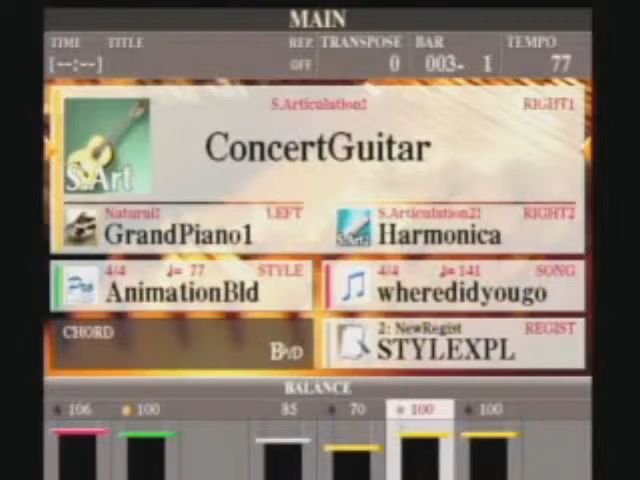 MAIN
TIME TITLE REP. TRANSPOSE BAR TEMPO
[--:--] OFF 0 003- 1 77
S.Articulation! RIGHT1
ConcertGuitar
S.Art
Natural! LEFT
GrandPiano1
S.Articulation2! RIGHT2
Harmonica
4/4 ♩= 77 STYLE
AnimationBld
4/4 ♩= 141 SONG
wheredidyougo
CHORD
B♭/D
2: NewRegist REGIST
STYLEXPL
BALANCE
106 100 85 70 100 100